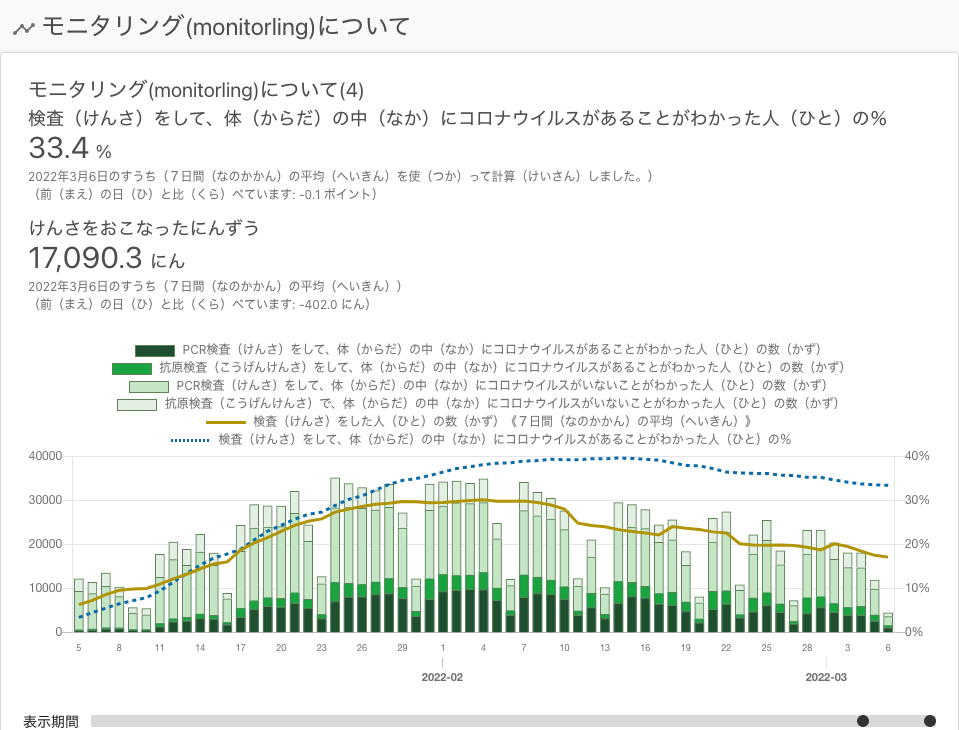 モニタリング(monitorling)について
モニタリング(monitorling)について(4)
検査（けんさ）をして、体（からだ）の中（なか）にコロナウイルスがあることがわかった人（ひと）の%
33.4 %
2022年3月6日のすうち（７日間（なのかかん）の平均（へいきん）を使（つか）って計算（けいさん）しました。）
（前（まえ）の日（ひ）と比（くら）べています: -0.1 ポイント）
けんさをおこなったにんずう
17,090.3 にん
2022年3月6日のすうち（７日間（なのかかん）の平均（へいきん））
（前（まえ）の日（ひ）と比（くら）べています: -402.0 にん）
PCR検査（けんさ）をして、体（からだ）の中（なか）にコロナウイルスがあることがわかった人（ひと）の数（かず）
抗原検査（こうげんけんさ）をして、体（からだ）の中（なか）にコロナウイルスがあることがわかった人（ひと）の数（かず）
PCR検査（けんさ）をして、体（からだ）の中（なか）にコロナウイルスがいないことがわかった人（ひと）の数（かず）
抗原検査（こうげんけんさ）で、体（からだ）の中（なか）にコロナウイルスがいないことがわかった人（ひと）の数（かず）
検査（けんさ）をした人（ひと）の数（かず）《７日間（なのかかん）の平均（へいきん）》
検査（けんさ）をして、体（からだ）の中（なか）にコロナウイルスがあることがわかった人（ひと）の%
40000 40%
30000 30%
20000 20%
10000 10%
0 0%
5 8 11 14 17 20 23 26 29 1 4 7 10 13 16 19 22 25 28 3 6
2022-02 2022-03
表示期間